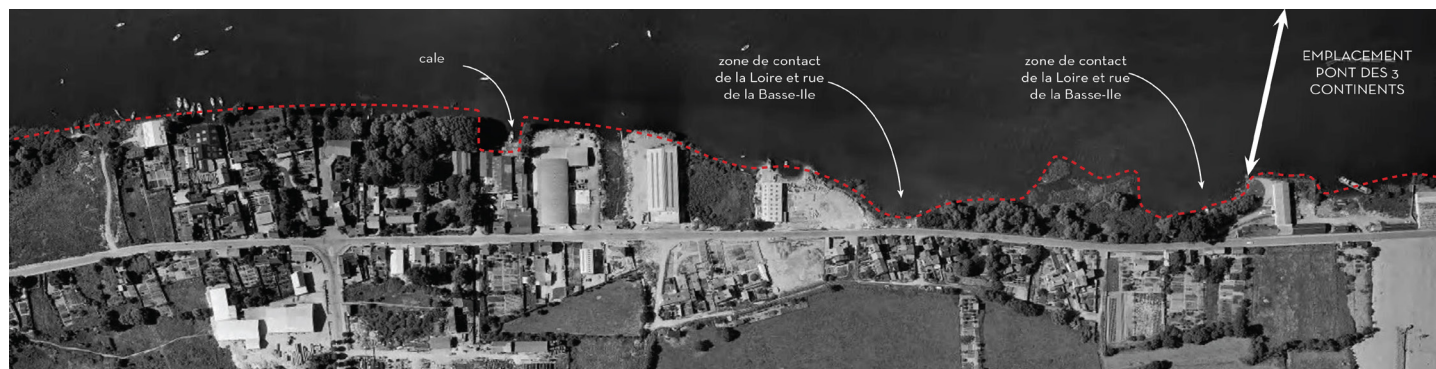 cale
zone de contact
de la Loire et rue
de la Basse-Ile
zone de contact
de la Loire et rue
de la Basse-Ile
EMPLACEMENT
PONT DES 3
CONTINENTS